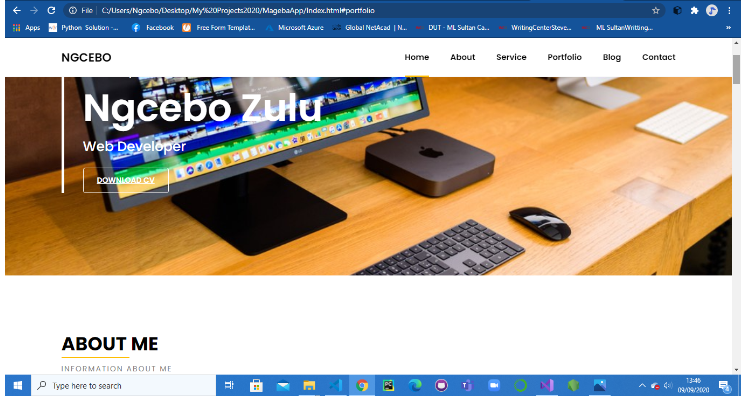 File C:/Users/Ngcebo/Desktop/My%20Projects2020/MagebaApp/Index.html#portfolio
Apps Python Solution -... Facebook Free Form Templat... Microsoft Azure Global NetAcad | N... DUT - ML Sultan Ca... WritingCenterSteve... ML SultanWritting... »
NGCEBO Home About Service Portfolio Blog Contact
Ngcebo Zulu
Web Developer
DOWNLOAD CV
ABOUT ME
INFORMATION ABOUT ME
Type here to search
13:46
09/09/2020